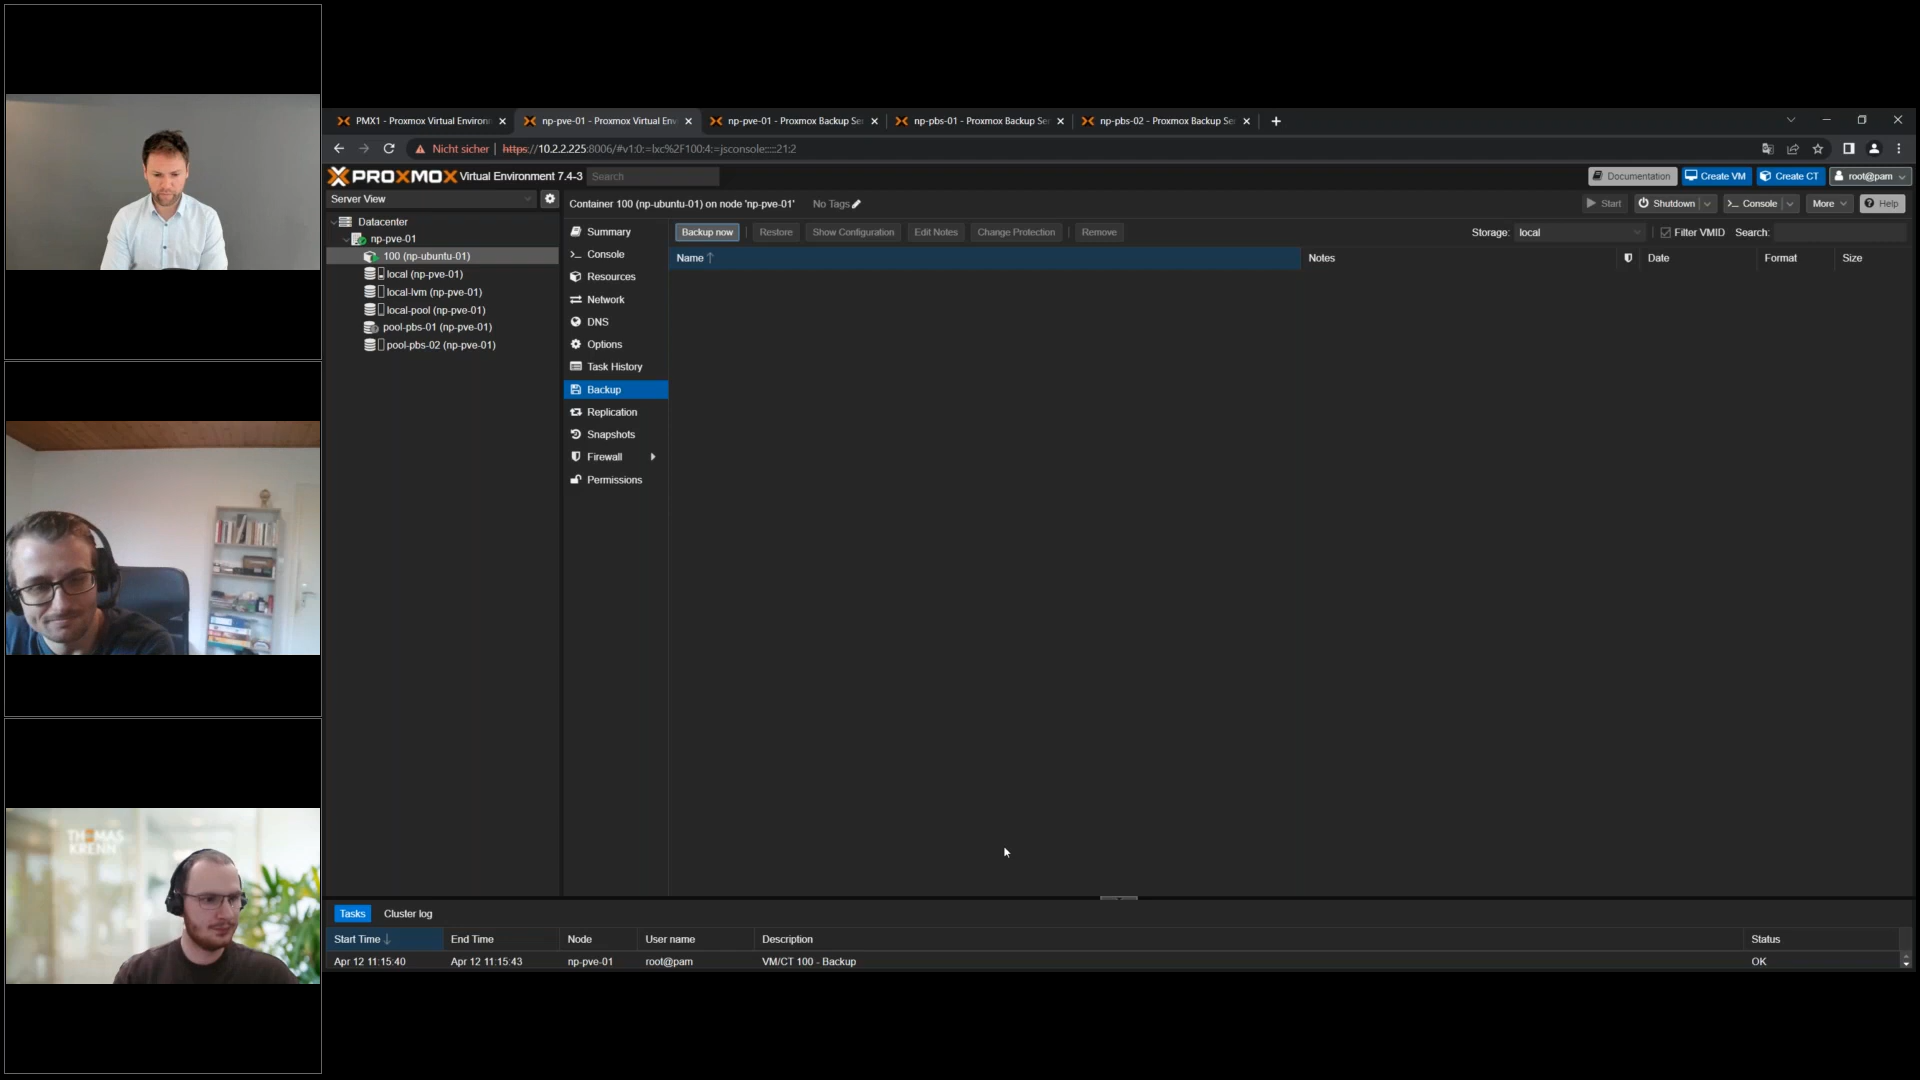 PMX1 - Proxmox Virtual Environ
np-pve-01 - Proxmox Virtual Env
np-pve-01 - Proxmox Backup Se
np-pbs-01 - Proxmox Backup Se
np-pbs-02 - Proxmox Backup Se
Nicht sicher | https://10.2.2.225:8006/#v1:0:=lxc%2F100:4:=jsconsole:::::21:2
PROXMOX Virtual Environment 7.4-3 Search
Documentation Create VM Create CT root@pam
Server View
Container 100 (np-ubuntu-01) on node 'np-pve-01' No Tags
Start Shutdown Console More Help
Datacenter
np-pve-01
100 (np-ubuntu-01)
local (np-pve-01)
local-lvm (np-pve-01)
local-pool (np-pve-01)
pool-pbs-01 (np-pve-01)
pool-pbs-02 (np-pve-01)
Summary
Console
Resources
Network
DNS
Options
Task History
Backup
Replication
Snapshots
Firewall
Permissions
Backup now Restore Show Configuration Edit Notes Change Protection Remove
Storage: local Filter VMID Search:
Name Notes Date Format Size
THOMAS
KRENN
Tasks Cluster log
Start Time End Time Node User name Description Status
Apr 12 11:15:40 Apr 12 11:15:43 np-pve-01 root@pam VM/CT 100 - Backup OK